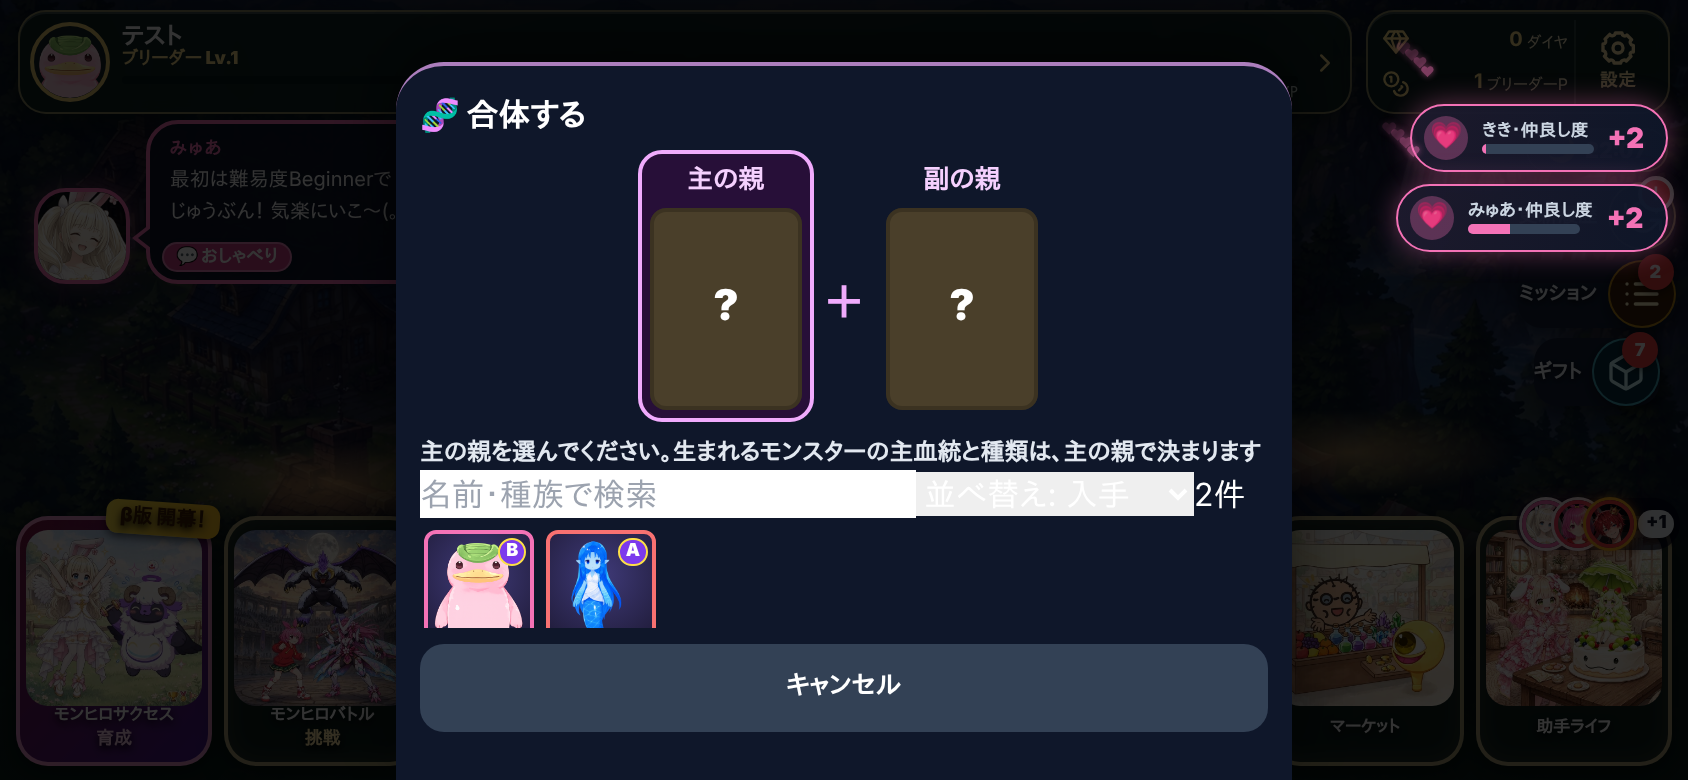 テスト
ブリーダー Lv.1
0 ダイヤ
1 ブリーダーP
設定
P
🧬 合体する
主の親
副の親
?
+
?
きき・仲良し度 +2
みゅあ・仲良し度 +2
みゅあ
最初は難易度Beginnerで
じゅうぶん！気楽にいこ〜(。
💬 おしゃべり
ミッション
2
ギフト
7
主の親を選んでください。生まれるモンスターの主血統と種類は、主の親で決まります
名前・種族で検索
並べ替え: 入手
2件
B
A
キャンセル
β版 開幕！
モンヒロサクセス
育成
モンヒロバトル
挑戦
マーケット
+1
助手ライフ